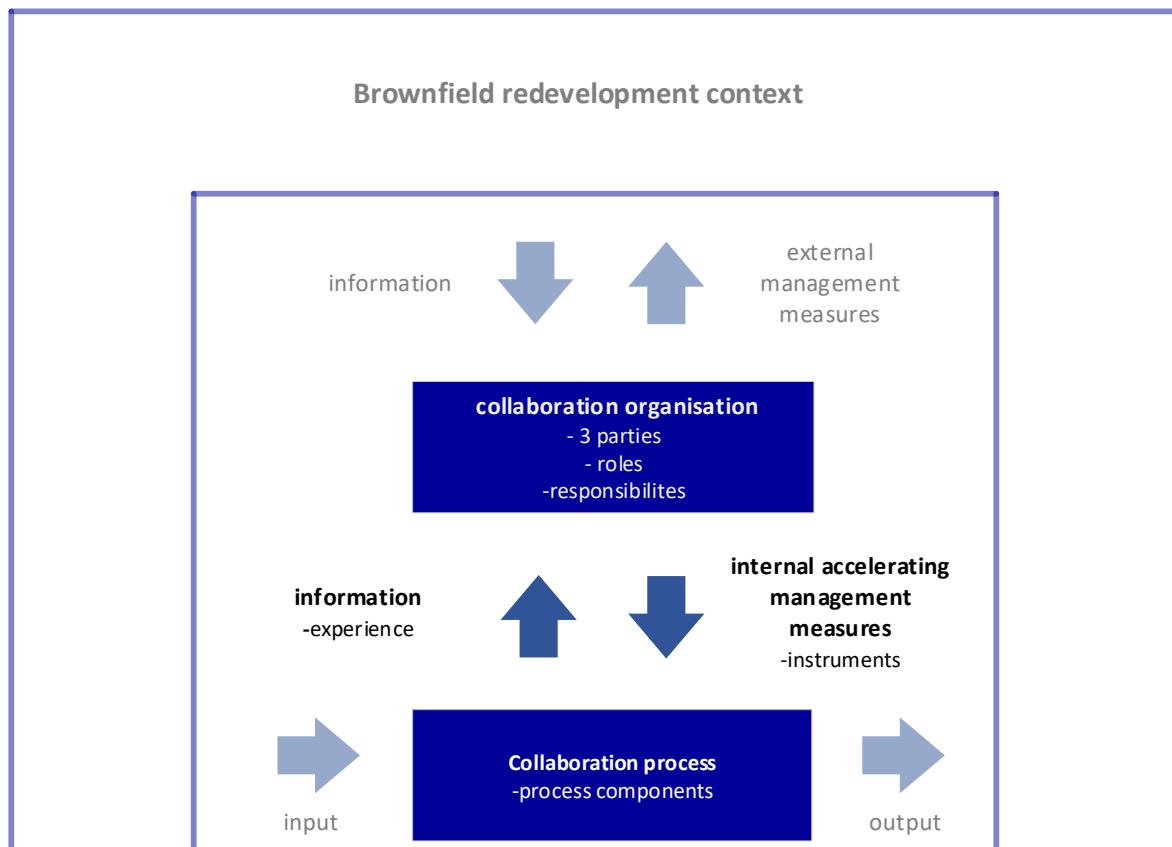 Brownfield redevelopment context
information
external
management
measures
collaboration organisation
- 3 parties
- roles
-responsibilites
information
-experience
internal accelerating
management
measures
-instruments
Collaboration process
-process components
input
output